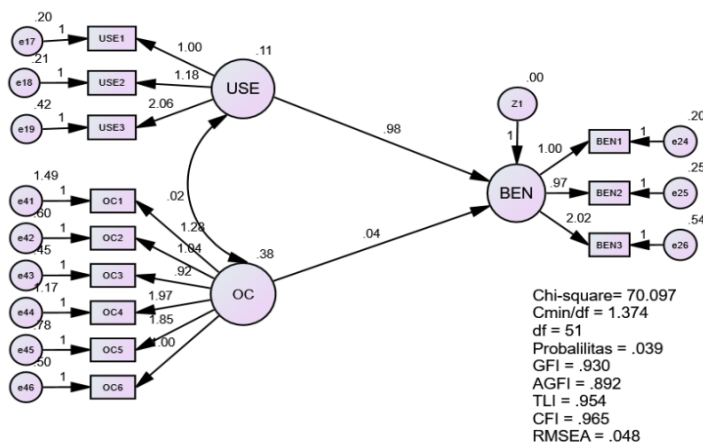 .20
e17
1
USE1
1.00
.21
e18
1
USE2
1.18
.42
e19
1
USE3
2.06
.11
USE
.00
Z1
1
.98
BEN
1.00
BEN1
1
e24
.20
.97
BEN2
1
e25
.25
2.02
BEN3
1
e26
.54
.02
.04
1.49
e41
1
OC1
1.28
.60
e42
1
OC2
1.04
.45
e43
1
OC3
.92
1.17
e44
1
OC4
1.97
.78
e45
1
OC5
1.85
.50
e46
1
OC6
1.00
.38
OC
Chi-square= 70.097
Cmin/df = 1.374
df = 51
Probalilitas = .039
GFI = .930
AGFI = .892
TLI = .954
CFI = .965
RMSEA = .048